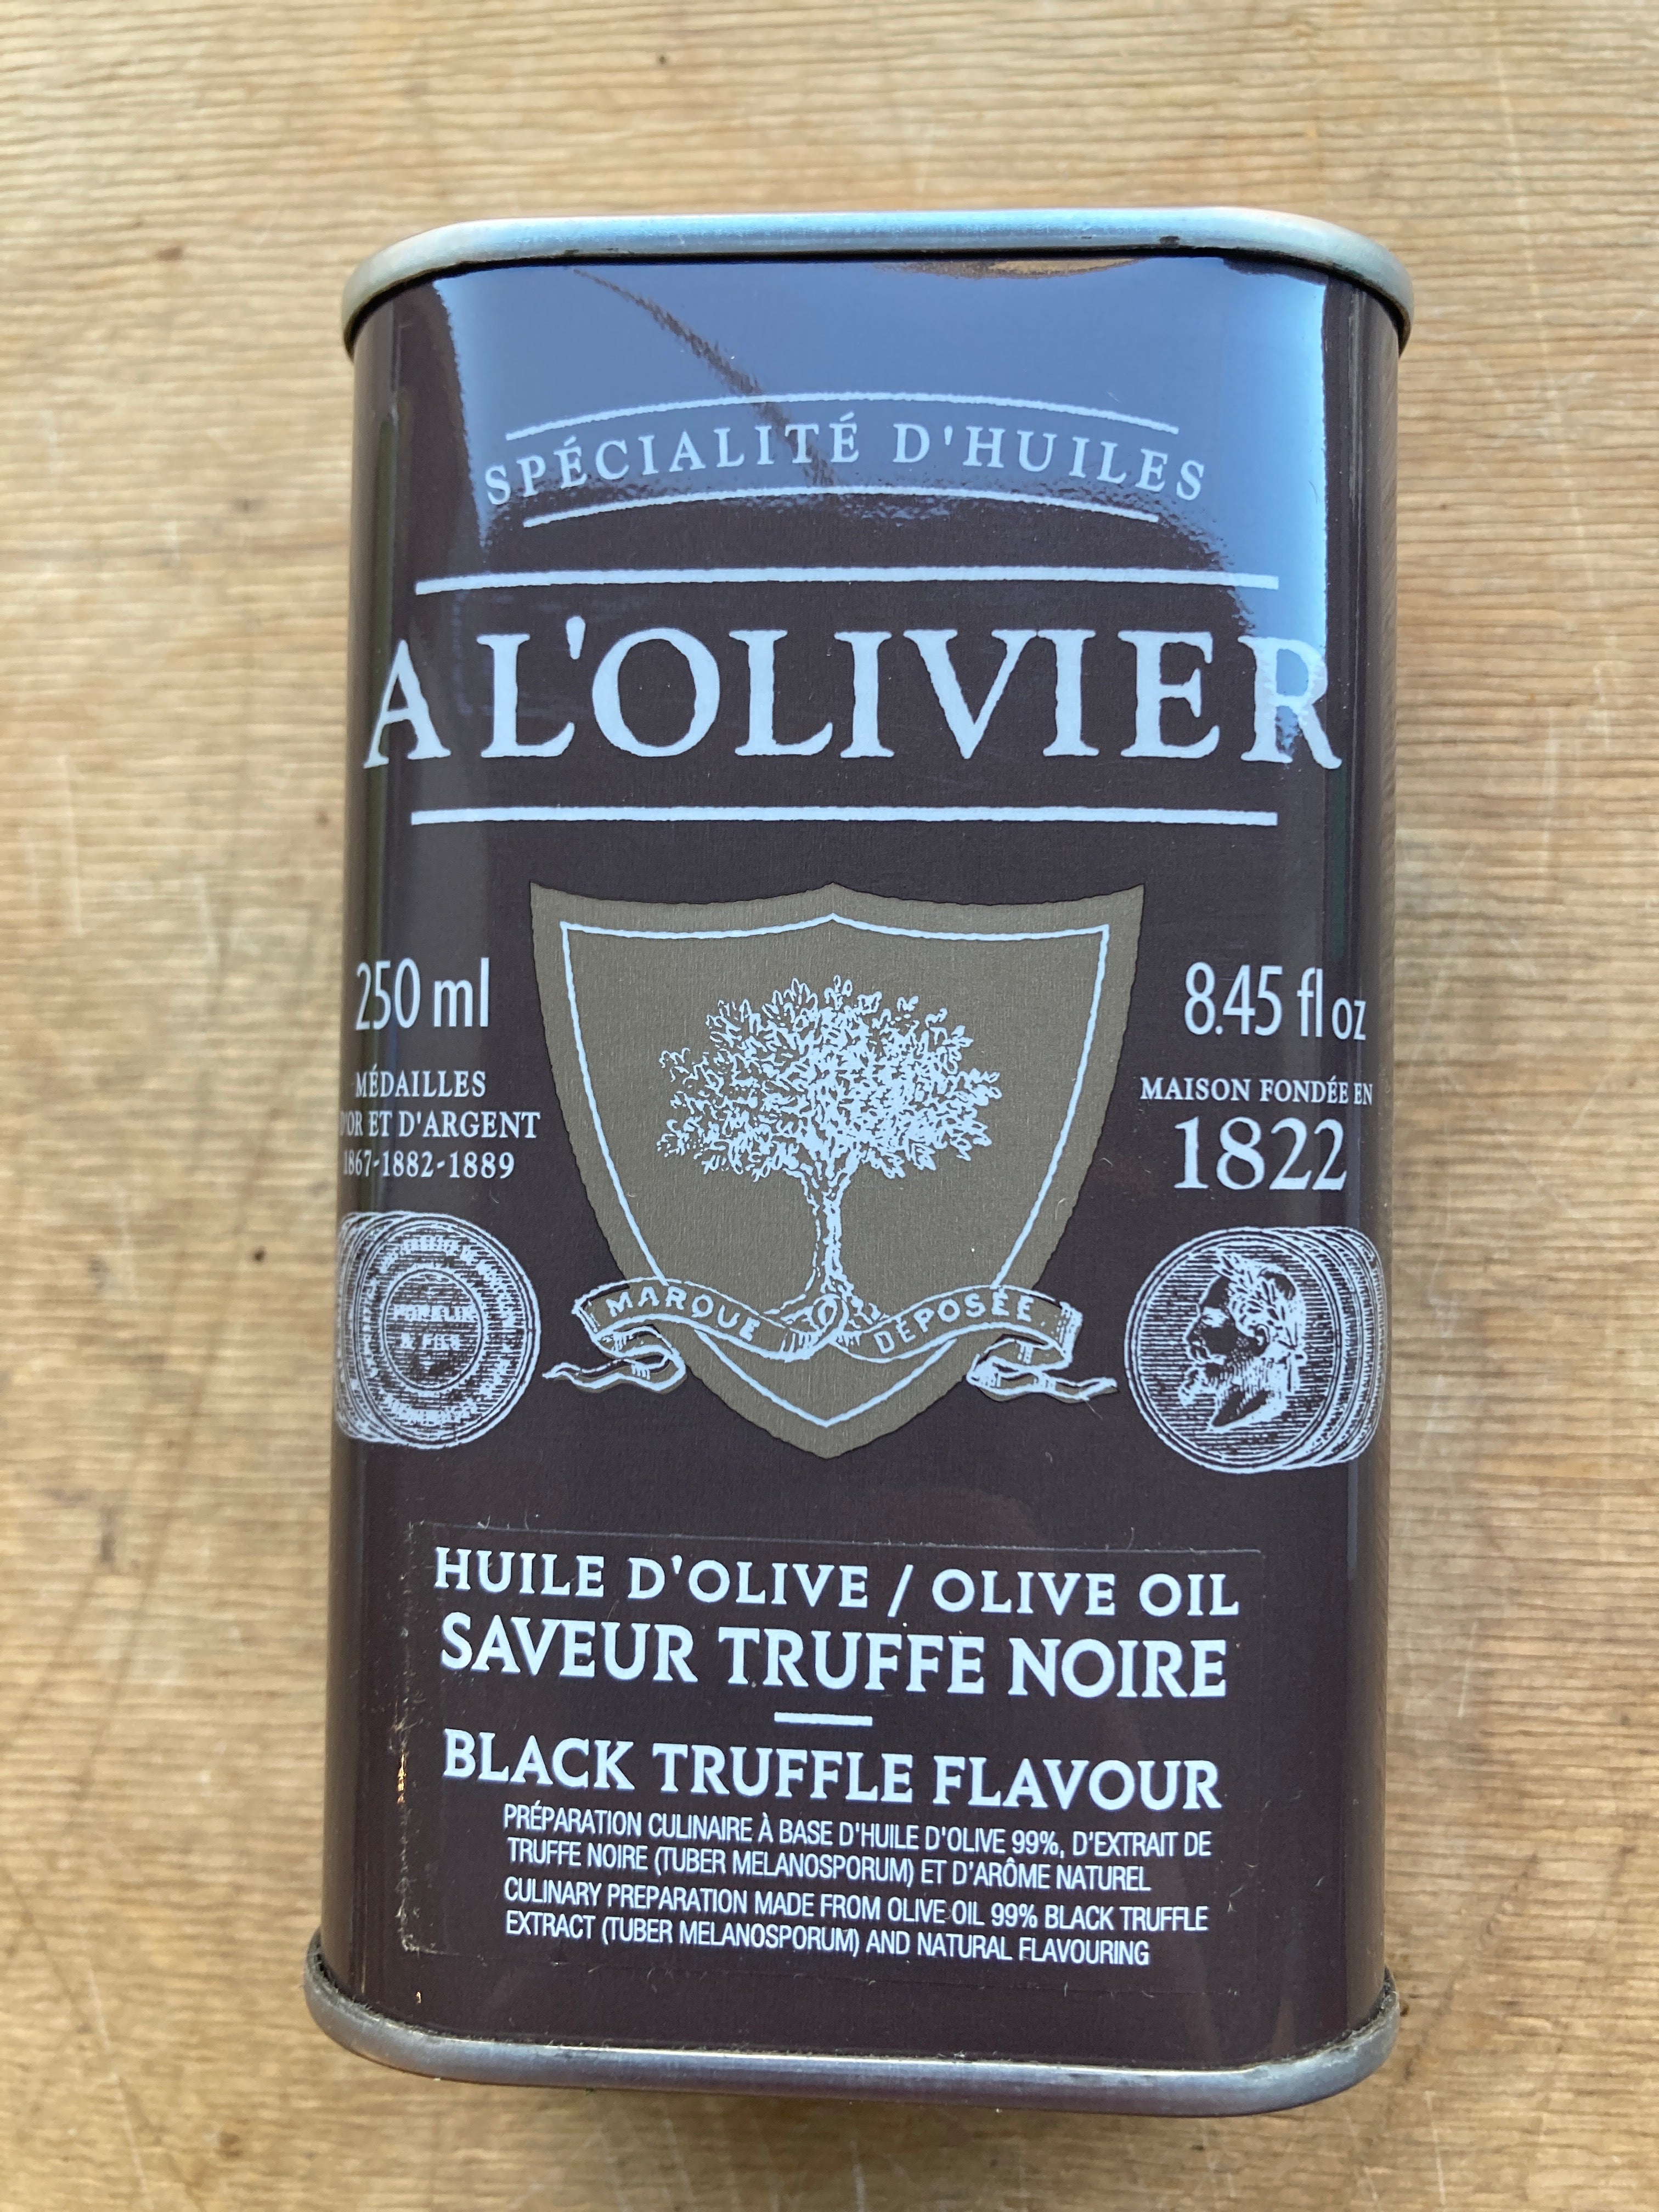 SPÉCIALITÉ D'HUILES
A L'OLIVIER
250 ml
8.45 fl oz
MÉDAILLES
D'OR ET D'ARGENT
1867-1882-1889
MAISON FONDÉE EN
1822
MARQUE DÉPOSÉE
HUILE D'OLIVE / OLIVE OIL
SAVEUR TRUFFE NOIRE
BLACK TRUFFLE FLAVOUR
PRÉPARATION CULINAIRE À BASE D'HUILE D'OLIVE 99%, D'EXTRAIT DE
TRUFFE NOIRE (TUBER MELANOSPORUM) ET D'ARÔME NATUREL
CULINARY PREPARATION MADE FROM OLIVE OIL 99% BLACK TRUFFLE
EXTRACT (TUBER MELANOSPORUM) AND NATURAL FLAVOURING